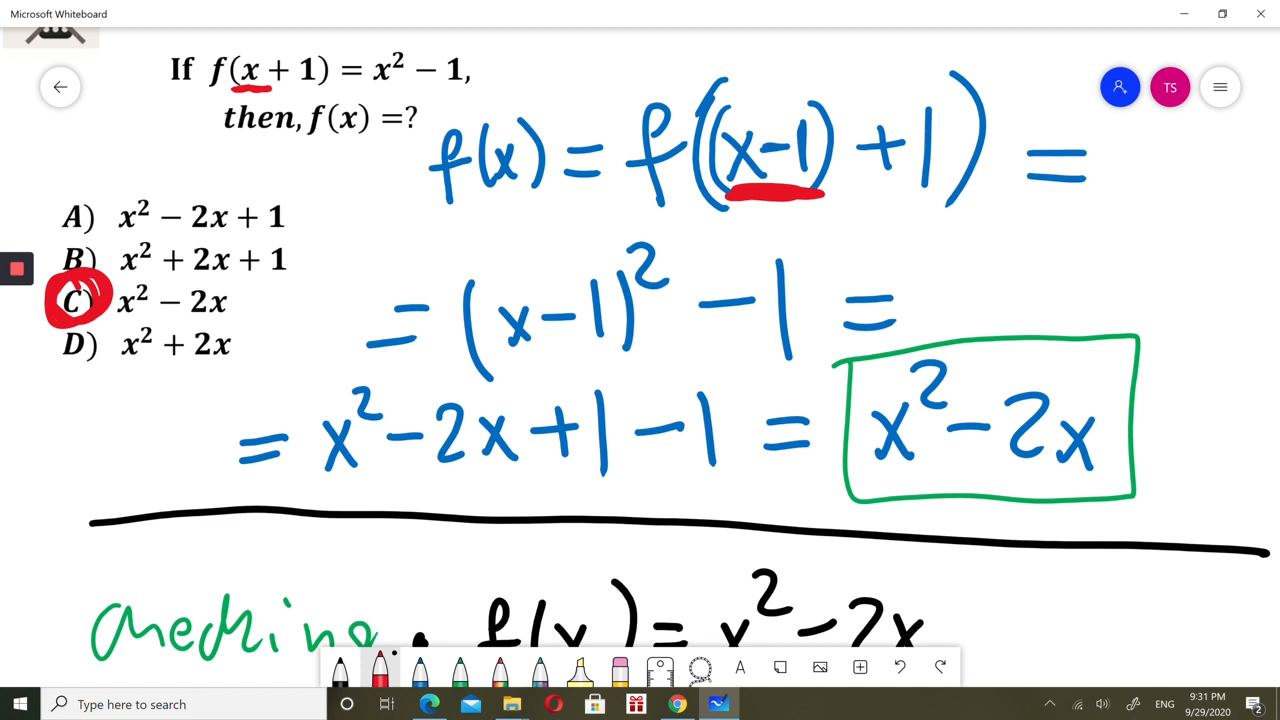 Microsoft Whiteboard
If f(x + 1) = x² − 1,
then, f(x) =?
TS
f(x) = f((x-1) + 1) =
A) x² − 2x + 1
B) x² + 2x + 1
C) x² − 2x
D) x² + 2x
= (x-1)² - 1 =
= x² - 2x + 1 - 1 = x² - 2x
checking: f(x) = x² - 2x
Type here to search
ENG
9:31 PM
9/29/2020
2